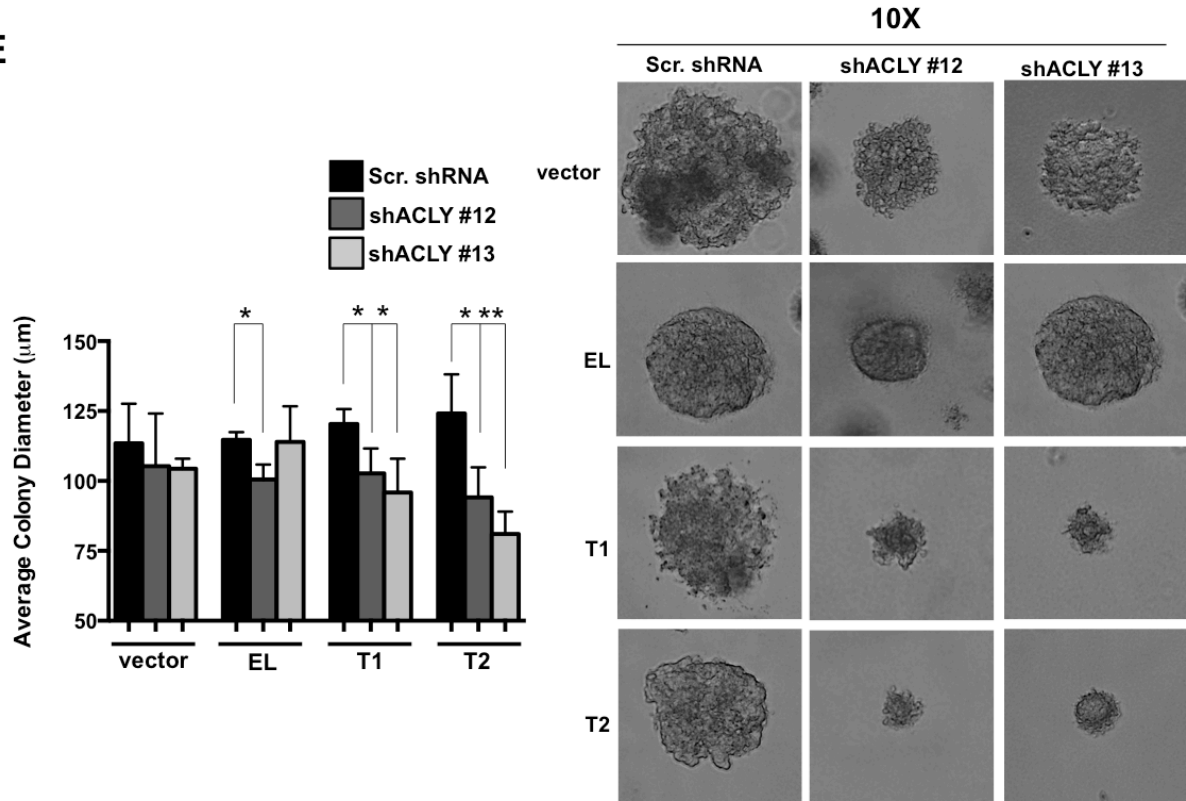 E
Scr. shRNA
shACLY #12
shACLY #13
* * * * **
150
125
100
75
50
Average Colony Diameter (μm)
vector EL T1 T2
10X
Scr. shRNA shACLY #12 shACLY #13
vector
EL
T1
T2